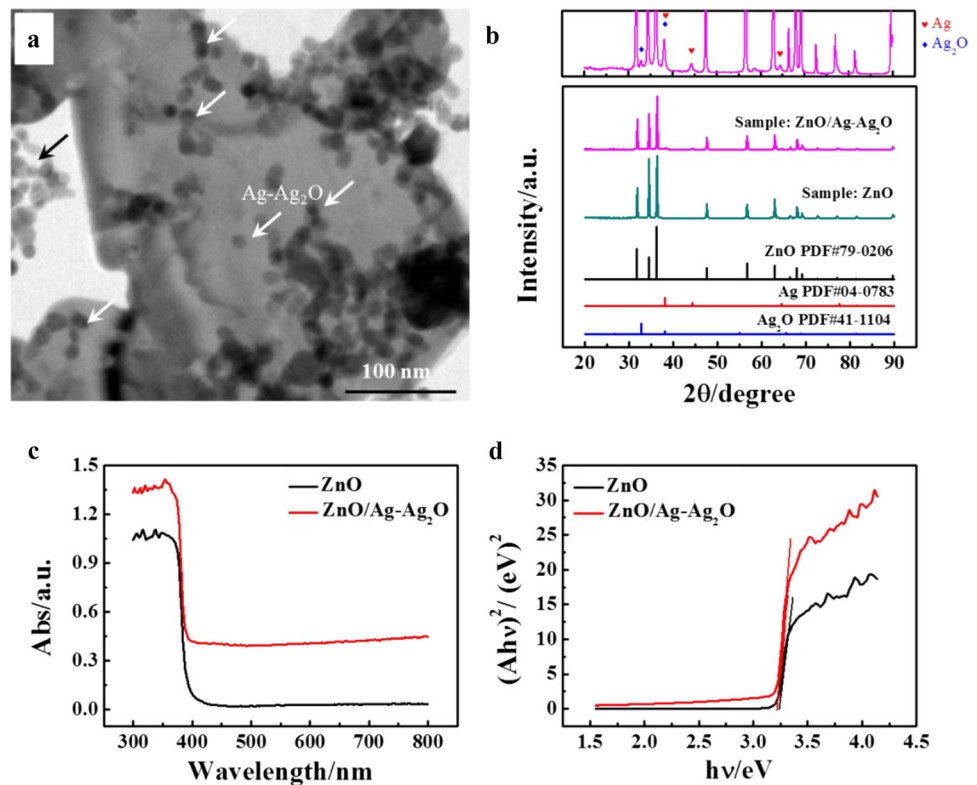 a
Ag-Ag₂O
100 nm
b
Ag
Ag₂O
Sample: ZnO/Ag-Ag₂O
Sample: ZnO
ZnO PDF#79-0206
Ag PDF#04-0783
Ag₂O PDF#41-1104
Intensity/a.u.
20 30 40 50 60 70 80 90
2θ/degree
c
1.5
1.2
0.9
0.6
0.3
0.0
Abs/a.u.
ZnO
ZnO/Ag-Ag₂O
300 400 500 600 700 800
Wavelength/nm
d
35
30
25
20
15
10
5
0
(Ahν)²/ (eV)²
ZnO
ZnO/Ag-Ag₂O
1.5 2.0 2.5 3.0 3.5 4.0 4.5
hν/eV